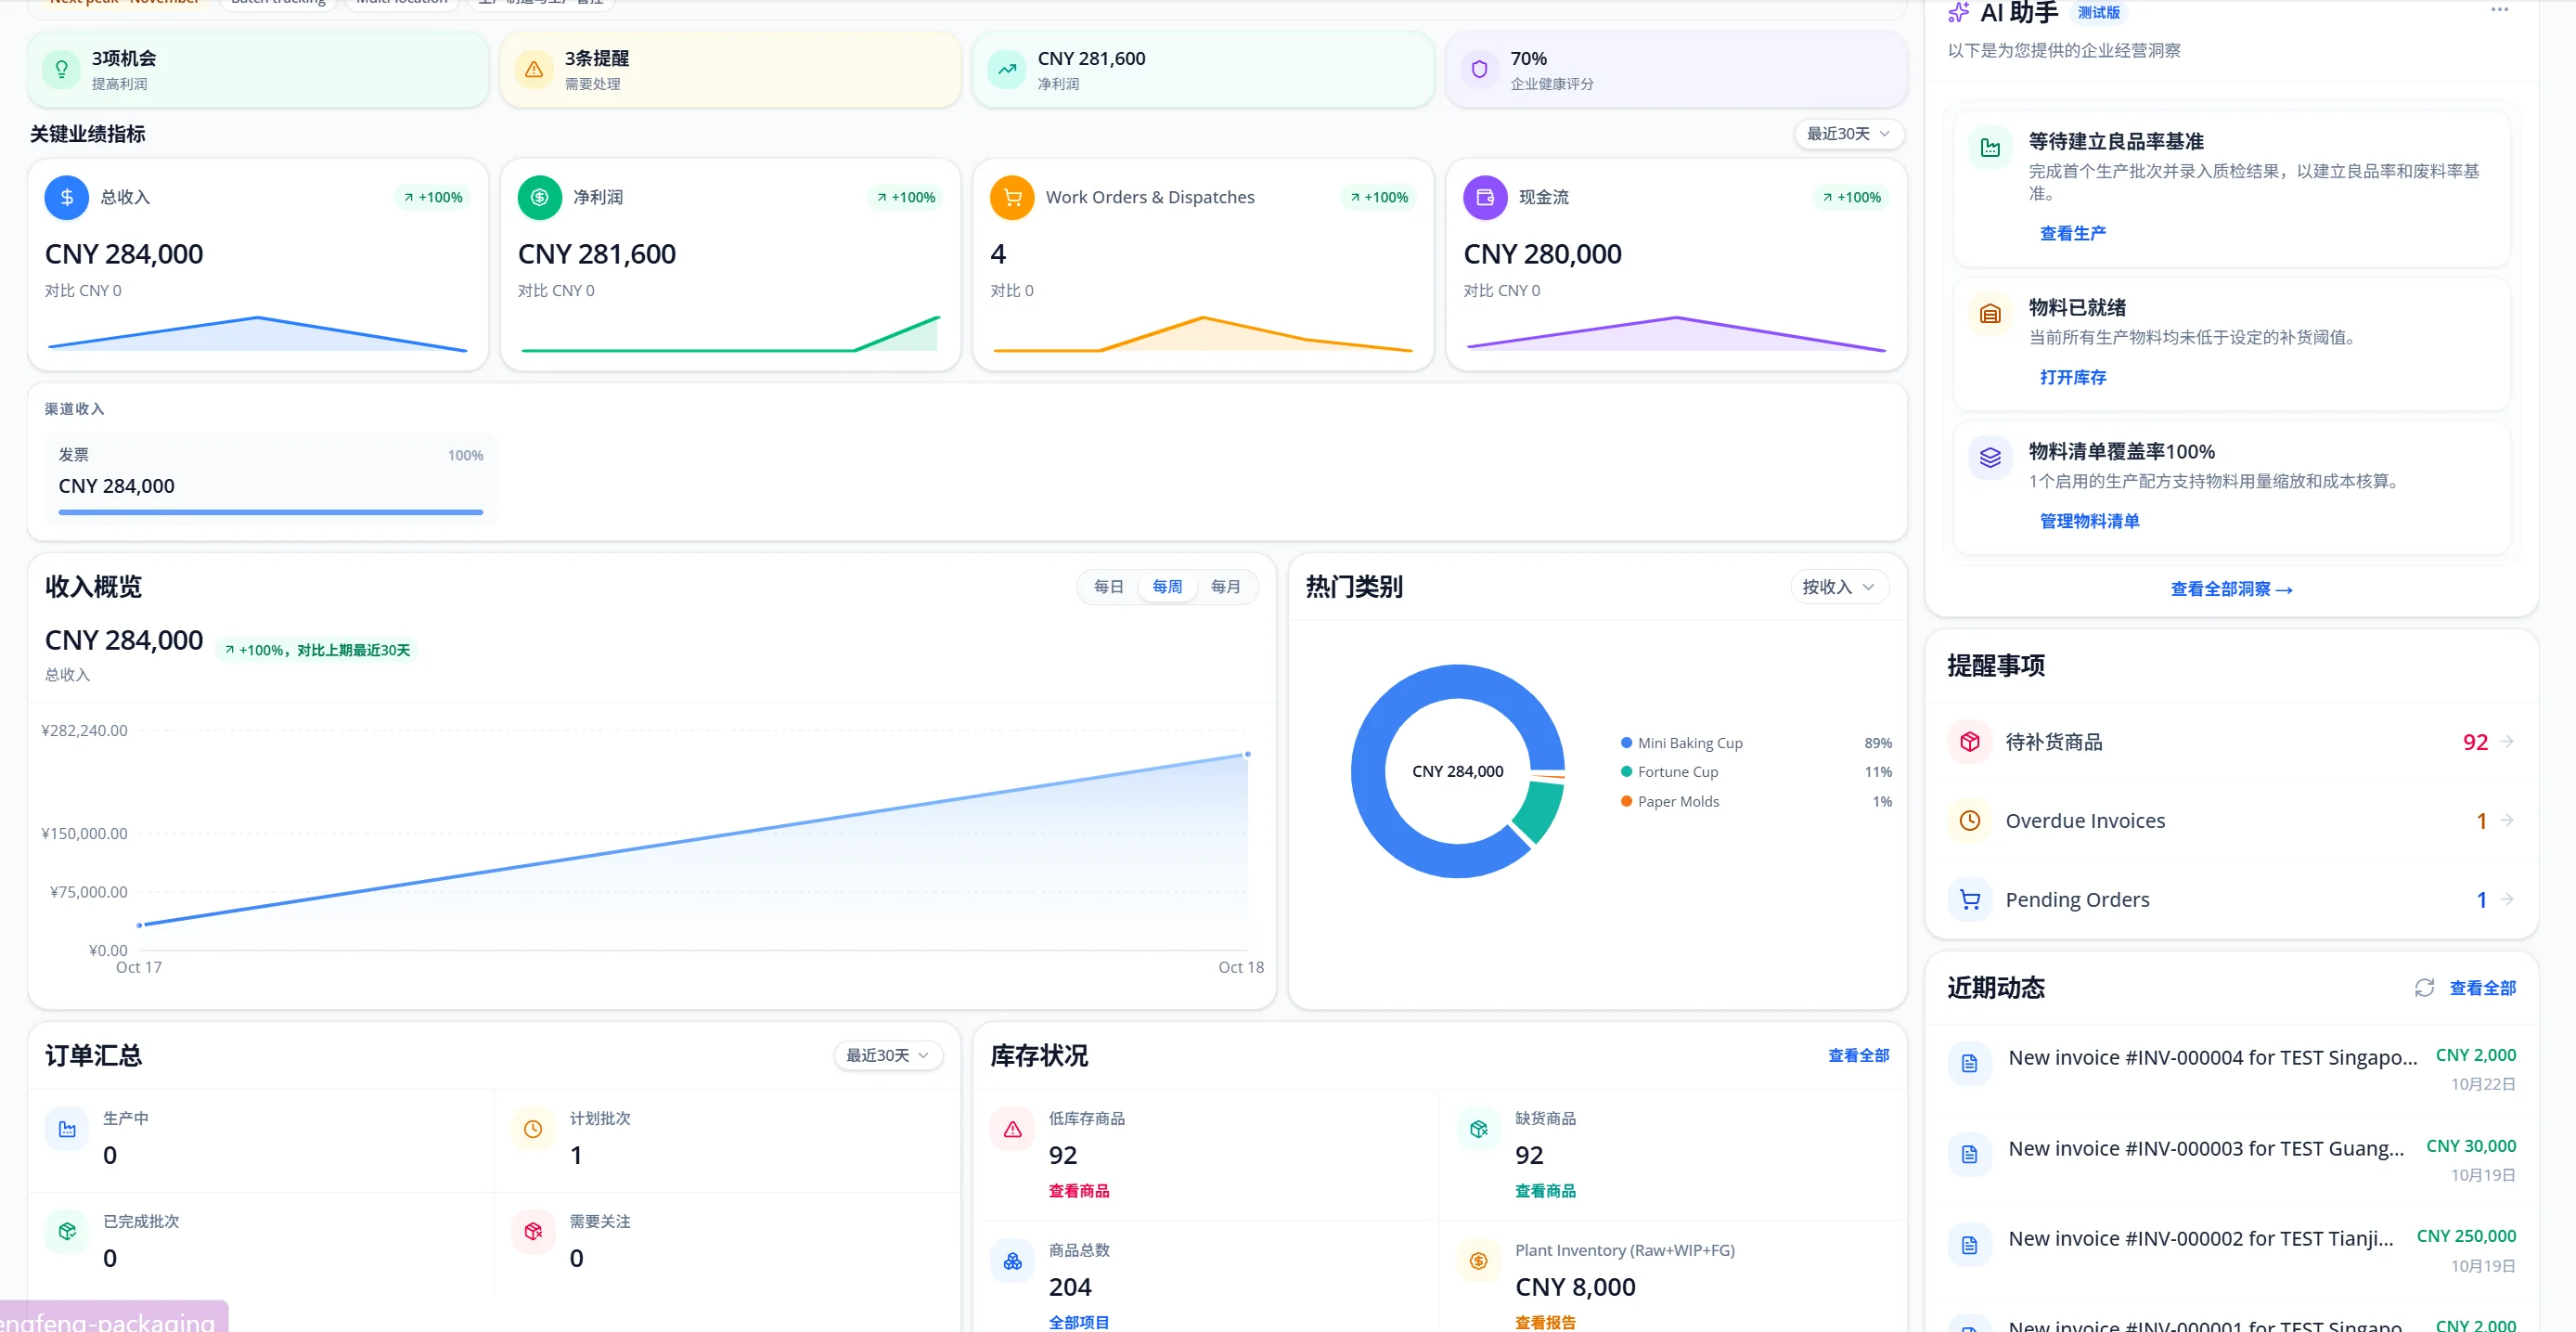 Next peak · November
Batch tracking
Multi-location
3项机会
提高利润
3条提醒
需要处理
CNY 281,600
净利润
70%
企业健康评分
关键业绩指标
最近30天
总收入
+100%
CNY 284,000
对比 CNY 0
净利润
+100%
CNY 281,600
对比 CNY 0
Work Orders & Dispatches
+100%
4
对比 0
现金流
+100%
CNY 280,000
对比 CNY 0
渠道收入
发票
100%
CNY 284,000
收入概览
每日
每周
每月
CNY 284,000
+100%，对比上期最近30天
总收入
¥282,240.00
¥150,000.00
¥75,000.00
¥0.00
Oct 17
Oct 18
热门类别
按收入
CNY 284,000
Mini Baking Cup 89%
Fortune Cup 11%
Paper Molds 1%
订单汇总
最近30天
生产中
0
计划批次
1
已完成批次
0
需要关注
0
库存状况
查看全部
低库存商品
92
查看商品
缺货商品
92
查看商品
商品总数
204
全部项目
Plant Inventory (Raw+WIP+FG)
CNY 8,000
查看报告
AI 助手
测试版
以下是为您提供的企业经营洞察
等待建立良品率基准
完成首个生产批次并录入质检结果，以建立良品率和废料率基
准。
查看生产
物料已就绪
当前所有生产物料均未低于设定的补货阈值。
打开库存
物料清单覆盖率100%
1个启用的生产配方支持物料用量缩放和成本核算。
管理物料清单
查看全部洞察 →
提醒事项
待补货商品 92
Overdue Invoices 1
Pending Orders 1
近期动态
查看全部
New invoice #INV-000004 for TEST Singapo... CNY 2,000
10月22日
New invoice #INV-000003 for TEST Guang... CNY 30,000
10月19日
New invoice #INV-000002 for TEST Tianji... CNY 250,000
10月19日
New invoice #INV-000001 for TEST Singapo... CNY 2,000
engfeng-packaging